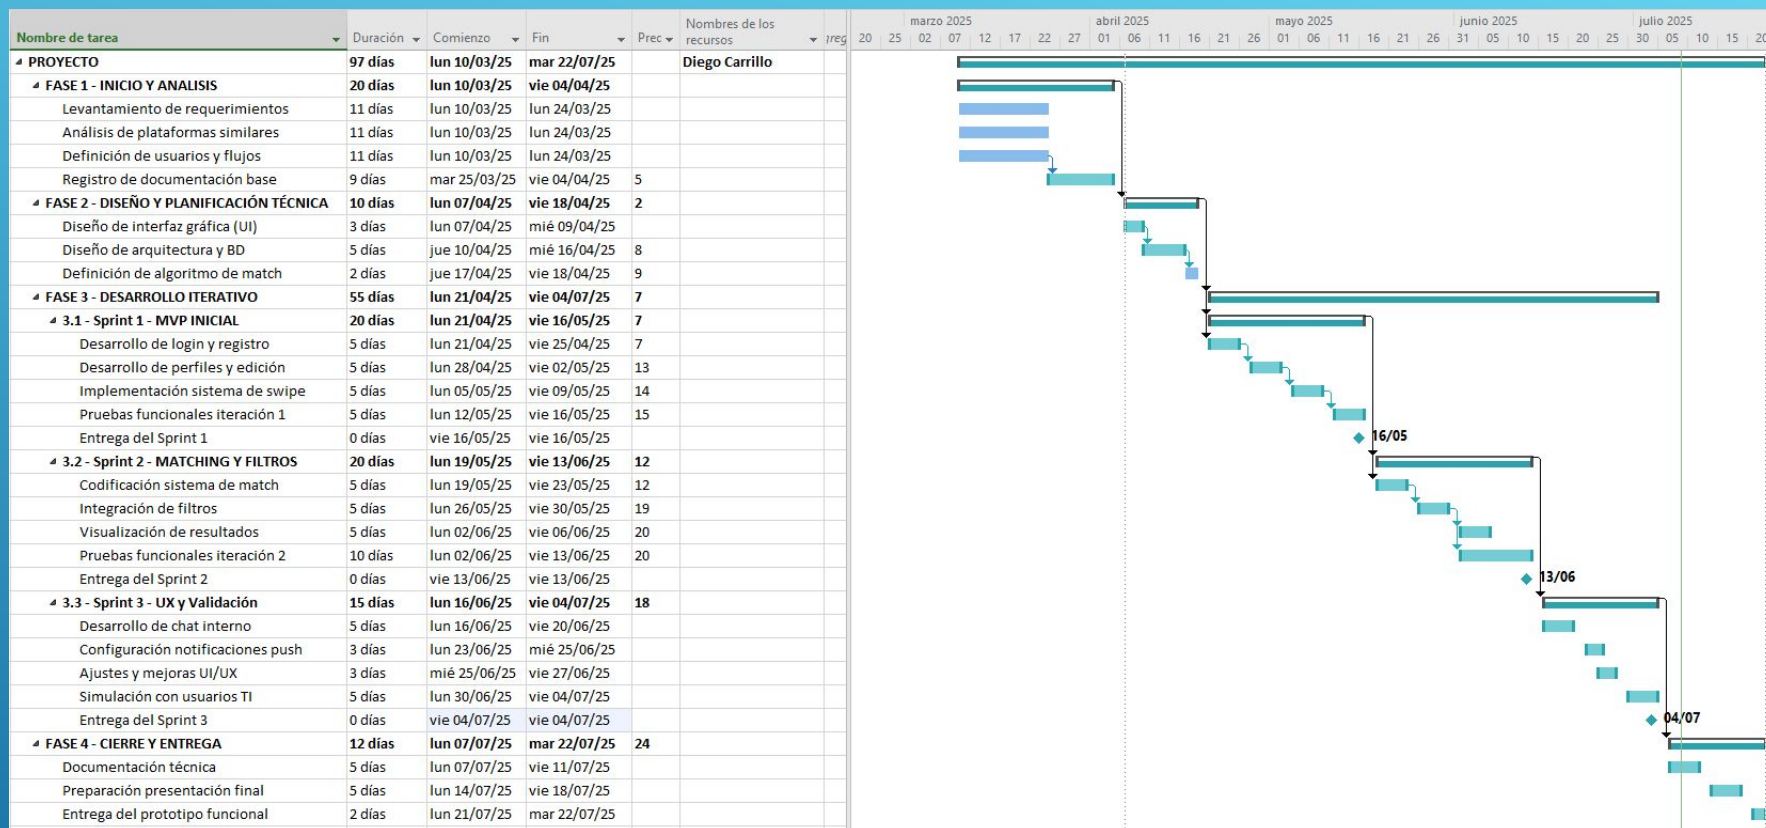 marzo 2025 abril 2025 mayo 2025 junio 2025 julio 2025
Nombre de tarea Duración Comienzo Fin Prec Nombres de los recursos 20 25 02 07 12 17 22 27 01 06 11 16 21 26 01 06 11 16 21 26 31 05 10 15 20 25 30 05 10 15 20
PROYECTO 97 días lun 10/03/25 mar 22/07/25 Diego Carrillo
FASE 1 - INICIO Y ANALISIS 20 días lun 10/03/25 vie 04/04/25
Levantamiento de requerimientos 11 días lun 10/03/25 lun 24/03/25
Análisis de plataformas similares 11 días lun 10/03/25 lun 24/03/25
Definición de usuarios y flujos 11 días lun 10/03/25 lun 24/03/25
Registro de documentación base 9 días mar 25/03/25 vie 04/04/25 5
FASE 2 - DISEÑO Y PLANIFICACIÓN TÉCNICA 10 días lun 07/04/25 vie 18/04/25 2
Diseño de interfaz gráfica (UI) 3 días lun 07/04/25 mié 09/04/25
Diseño de arquitectura y BD 5 días jue 10/04/25 mié 16/04/25 8
Definición de algoritmo de match 2 días jue 17/04/25 vie 18/04/25 9
FASE 3 - DESARROLLO ITERATIVO 55 días lun 21/04/25 vie 04/07/25 7
3.1 - Sprint 1 - MVP INICIAL 20 días lun 21/04/25 vie 16/05/25 7
Desarrollo de login y registro 5 días lun 21/04/25 vie 25/04/25 7
Desarrollo de perfiles y edición 5 días lun 28/04/25 vie 02/05/25 13
Implementación sistema de swipe 5 días lun 05/05/25 vie 09/05/25 14
Pruebas funcionales iteración 1 5 días lun 12/05/25 vie 16/05/25 15
Entrega del Sprint 1 0 días vie 16/05/25 vie 16/05/25 16/05
3.2 - Sprint 2 - MATCHING Y FILTROS 20 días lun 19/05/25 vie 13/06/25 12
Codificación sistema de match 5 días lun 19/05/25 vie 23/05/25 12
Integración de filtros 5 días lun 26/05/25 vie 30/05/25 19
Visualización de resultados 5 días lun 02/06/25 vie 06/06/25 20
Pruebas funcionales iteración 2 10 días lun 02/06/25 vie 13/06/25 20
Entrega del Sprint 2 0 días vie 13/06/25 vie 13/06/25 13/06
3.3 - Sprint 3 - UX y Validación 15 días lun 16/06/25 vie 04/07/25 18
Desarrollo de chat interno 5 días lun 16/06/25 vie 20/06/25
Configuración notificaciones push 3 días lun 23/06/25 mié 25/06/25
Ajustes y mejoras UI/UX 3 días mié 25/06/25 vie 27/06/25
Simulación con usuarios TI 5 días lun 30/06/25 vie 04/07/25
Entrega del Sprint 3 0 días vie 04/07/25 vie 04/07/25 04/07
FASE 4 - CIERRE Y ENTREGA 12 días lun 07/07/25 mar 22/07/25 24
Documentación técnica 5 días lun 07/07/25 vie 11/07/25
Preparación presentación final 5 días lun 14/07/25 vie 18/07/25
Entrega del prototipo funcional 2 días lun 21/07/25 mar 22/07/25